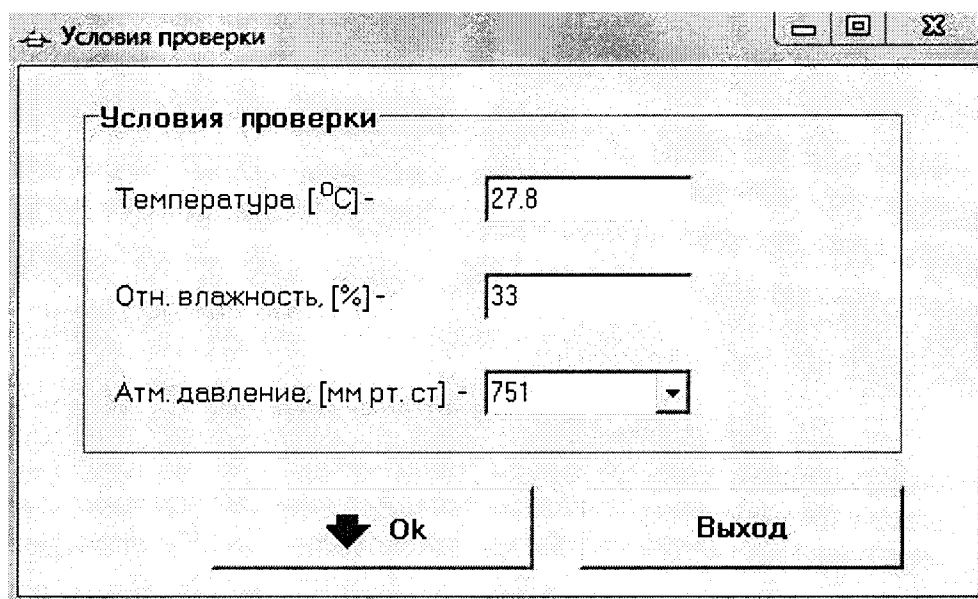 Условия проверки
Условия проверки
Температура [°C]- 27.8
Отн. влажность, [%]- 33
Атм. давление, [мм рт. ст] - 751
Ok Выход